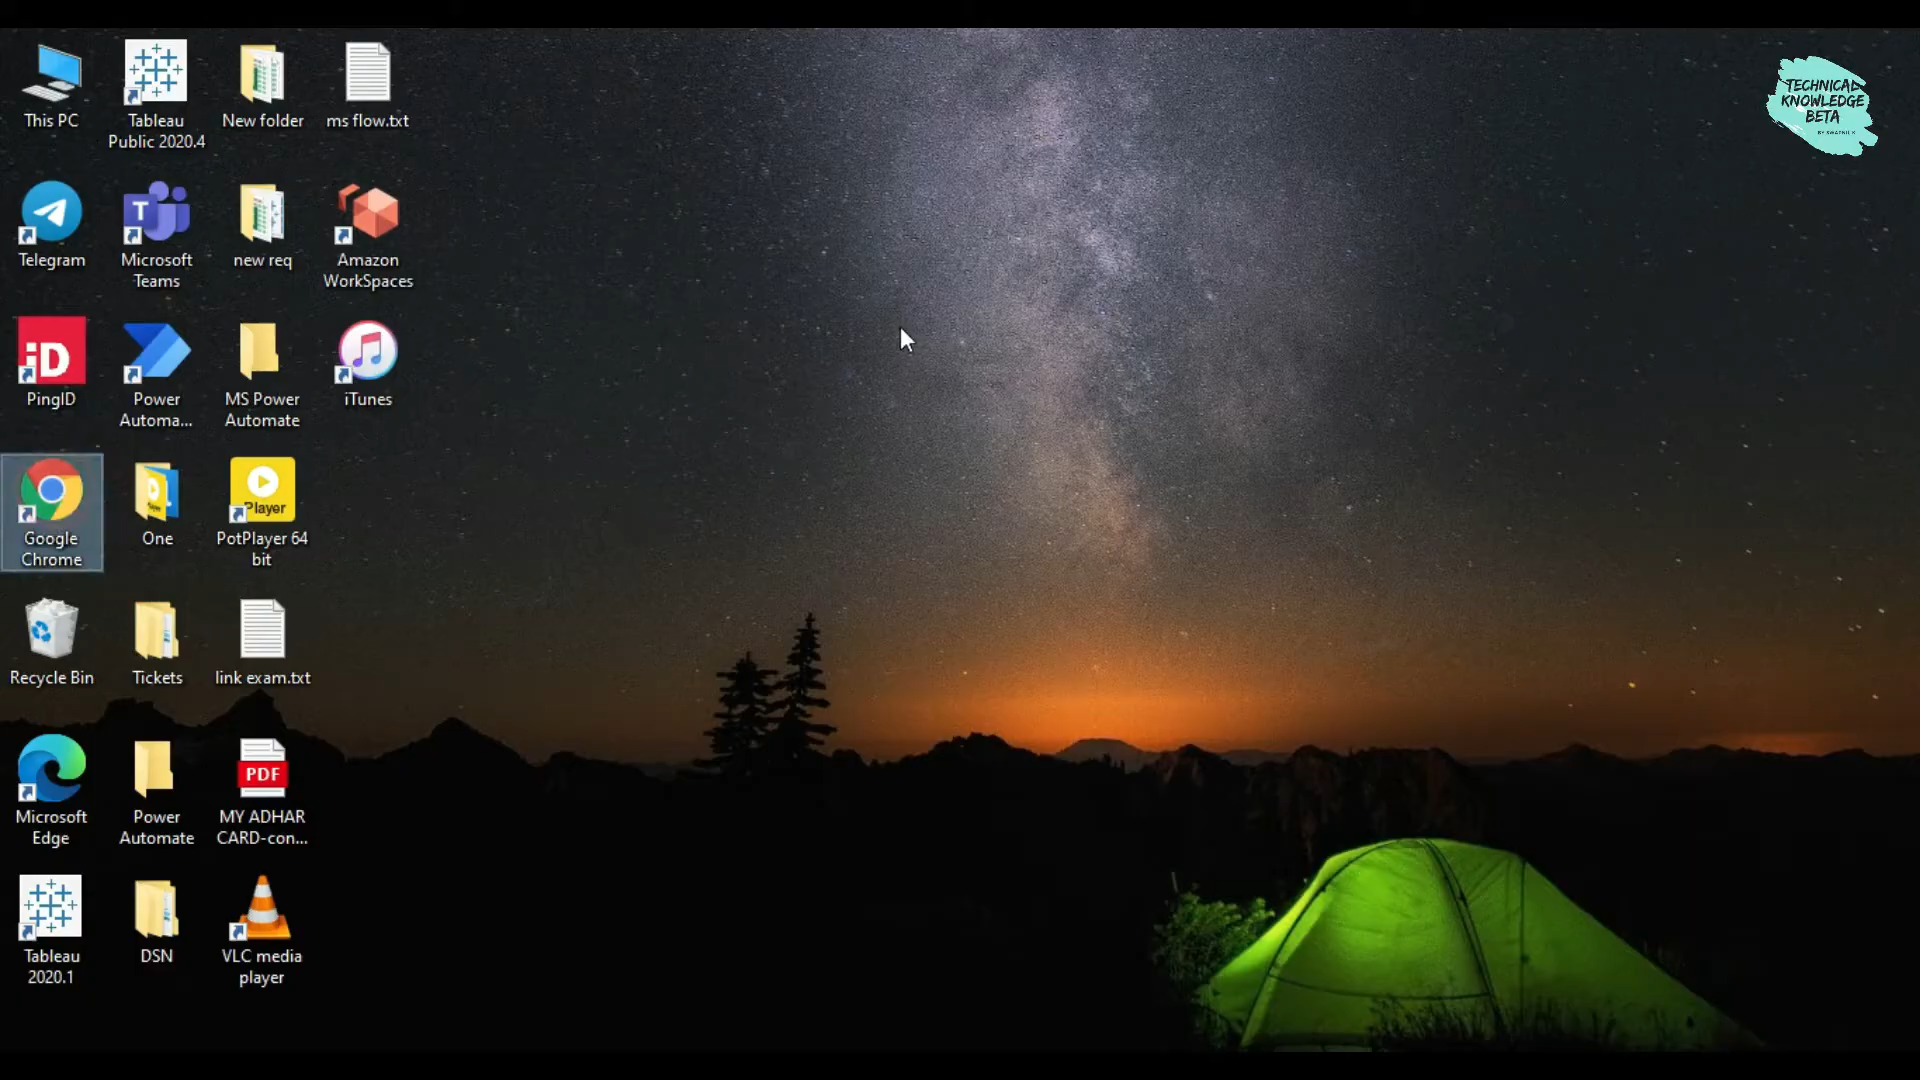 This PC
Tableau
Public 2020.4
New folder
ms flow.txt
TECHNICAL
KNOWLEDGE
BETA
Telegram
T
Microsoft
Teams
new req
Amazon
WorkSpaces
iD
PingID
Power
Automa...
MS Power
Automate
iTunes
Google
Chrome
One
Player
PotPlayer 64
bit
Recycle Bin
Tickets
link exam.txt
Microsoft
Edge
Power
Automate
PDF
MY ADHAR
CARD-con...
Tableau
2020.1
DSN
VLC media
player